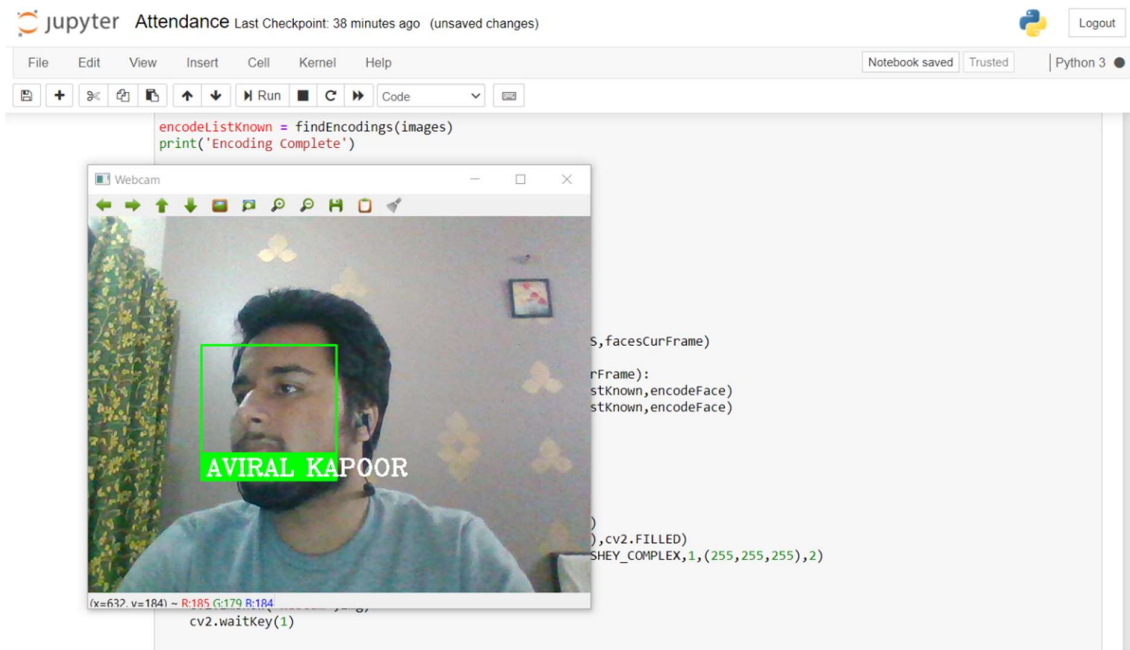 jupyter Attendance Last Checkpoint: 38 minutes ago (unsaved changes)
Logout
File Edit View Insert Cell Kernel Help
Notebook saved Trusted Python 3
Run Code
encodeListKnown = findEncodings(images)
print('Encoding Complete')
Webcam
S,facesCurFrame)
rFrame):
stKnown,encodeFace)
stKnown,encodeFace)
AVIRAL KAPOOR
)
),cv2.FILLED)
SHEY_COMPLEX,1,(255,255,255),2)
(x=632, y=184) ~ R:185 G:179 B:184
cv2.waitKey(1)